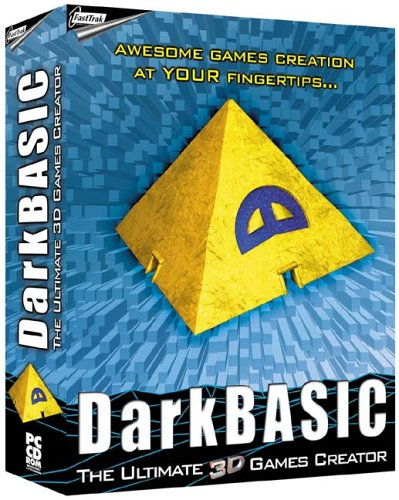 FastTrak
AWESOME GAMES CREATION
AT YOUR FINGERTIPS...
DarkBASIC
THE ULTIMATE 3D GAMES CREATOR
DarkBASIC
THE ULTIMATE 3D GAMES CREATOR
PC
CD
ROM